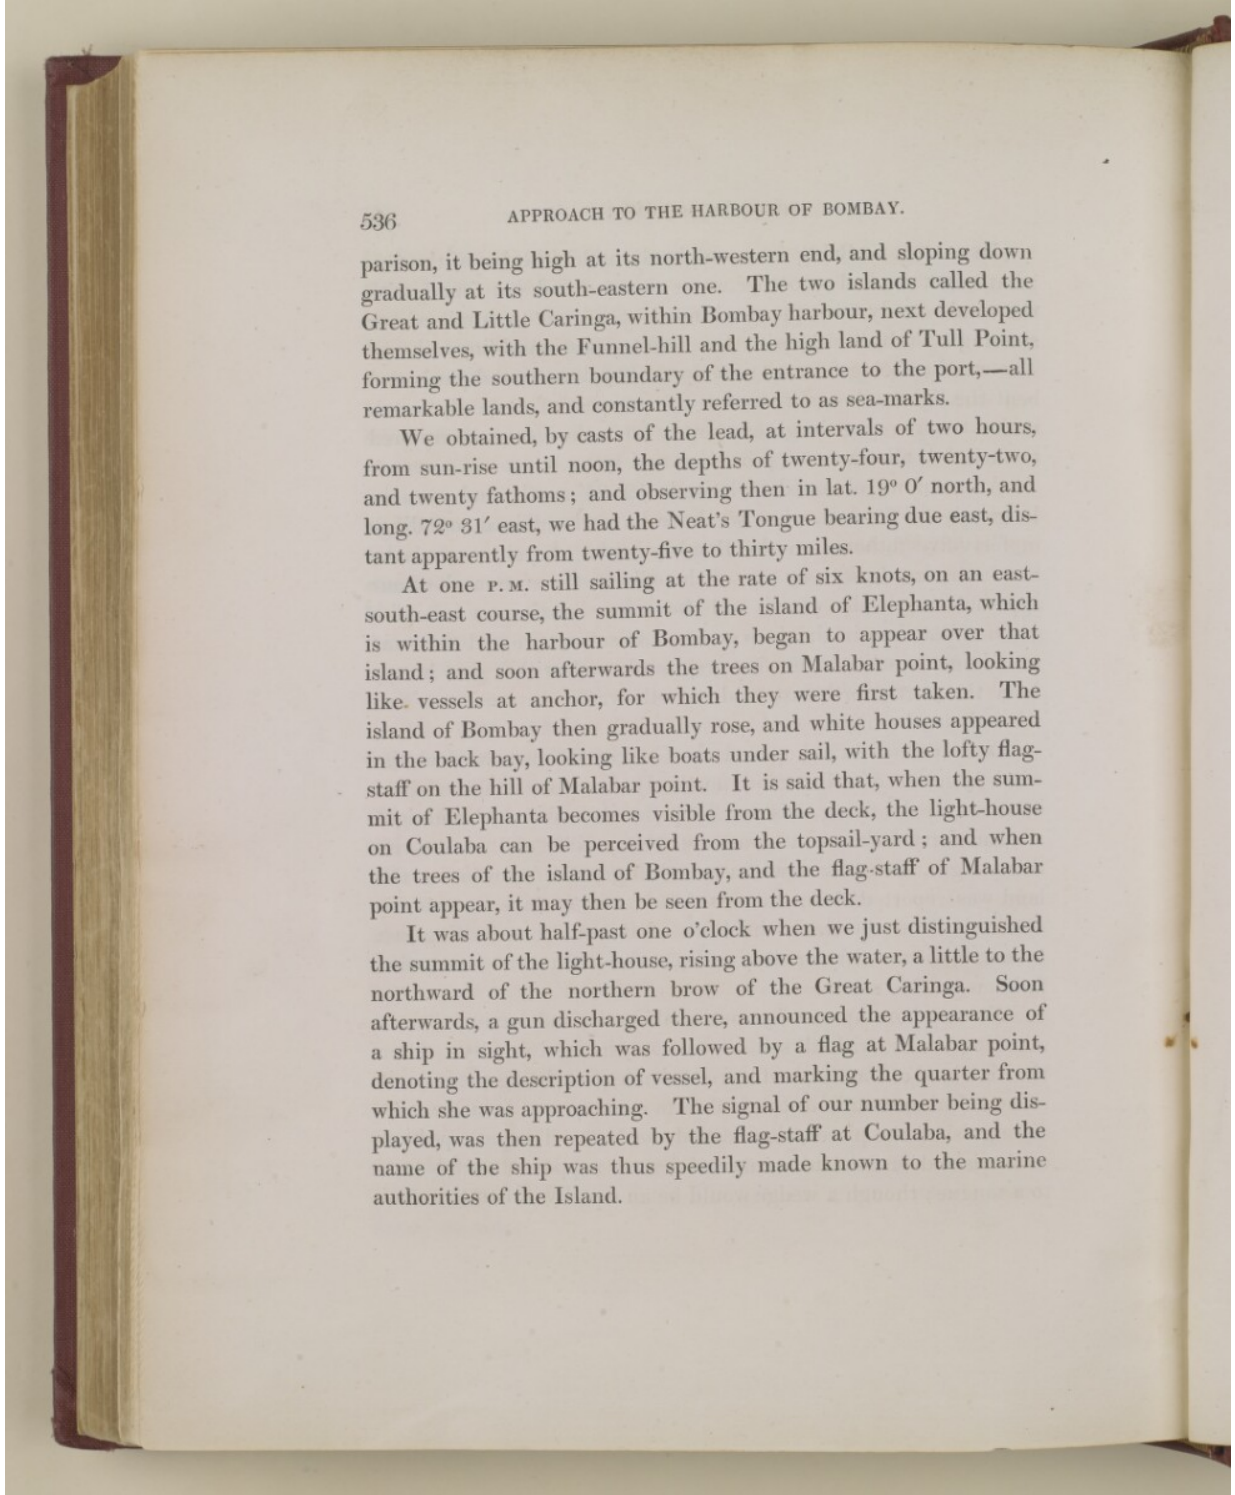 536 APPROACH TO THE HARBOUR OF BOMBAY.
parison, it being high at its north-western end, and sloping down
gradually at its south-eastern one. The two islands called the
Great and Little Caringa, within Bombay harbour, next developed
themselves, with the Funnel-hill and the high land of Tull Point,
forming the southern boundary of the entrance to the port,—all
remarkable lands, and constantly referred to as sea-marks.
We obtained, by casts of the lead, at intervals of two hours,
from sun-rise until noon, the depths of twenty-four, twenty-two,
and twenty fathoms; and observing then in lat. 19° 0′ north, and
long. 72° 31′ east, we had the Neat's Tongue bearing due east, dis-
tant apparently from twenty-five to thirty miles.
At one P. M. still sailing at the rate of six knots, on an east-
south-east course, the summit of the island of Elephanta, which
is within the harbour of Bombay, began to appear over that
island; and soon afterwards the trees on Malabar point, looking
like vessels at anchor, for which they were first taken. The
island of Bombay then gradually rose, and white houses appeared
in the back bay, looking like boats under sail, with the lofty flag-
staff on the hill of Malabar point. It is said that, when the sum-
mit of Elephanta becomes visible from the deck, the light-house
on Coulaba can be perceived from the topsail-yard; and when
the trees of the island of Bombay, and the flag-staff of Malabar
point appear, it may then be seen from the deck.
It was about half-past one o'clock when we just distinguished
the summit of the light-house, rising above the water, a little to the
northward of the northern brow of the Great Caringa. Soon
afterwards, a gun discharged there, announced the appearance of
a ship in sight, which was followed by a flag at Malabar point,
denoting the description of vessel, and marking the quarter from
which she was approaching. The signal of our number being dis-
played, was then repeated by the flag-staff at Coulaba, and the
name of the ship was thus speedily made known to the marine
authorities of the Island.